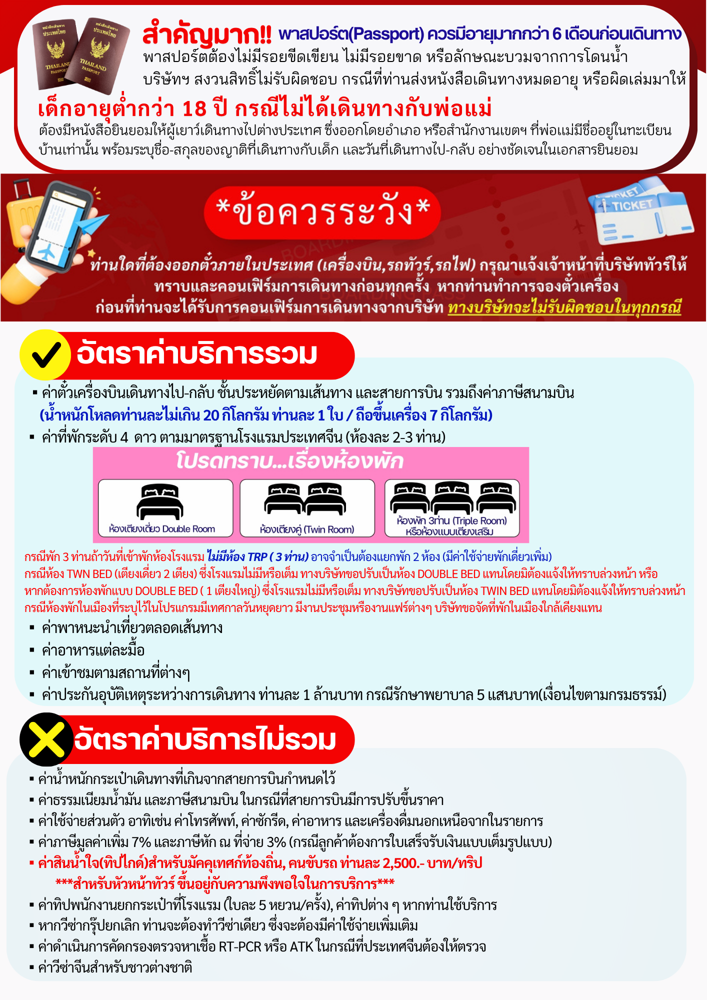 หนังสือเดินทาง
ประเทศไทย
THAILAND
PASSPORT
หนังสือเดินทาง
ประเทศไทย
THAILAND
PASSPORT
สำคัญมาก!! พาสปอร์ต(Passport) ควรมีอายุมากกว่า 6 เดือนก่อนเดินทาง
พาสปอร์ตต้องไม่มีรอยขีดเขียน ไม่มีรอยขาด หรือลักษณะบวมจากการโดนน้ำ
บริษัทฯ สงวนสิทธิ์ไม่รับผิดชอบ กรณีที่ท่านส่งหนังสือเดินทางหมดอายุ หรือผิดเล่มมาให้
เด็กอายุต่ำกว่า 18 ปี กรณีไม่ได้เดินทางกับพ่อแม่
ต้องมีหนังสือยินยอมให้ผู้เยาว์เดินทางไปต่างประเทศ ซึ่งออกโดยอำเภอ หรือสำนักงานเขตฯ ที่พ่อแม่มีชื่ออยู่ในทะเบียน
บ้านเท่านั้น พร้อมระบุชื่อ-สกุลของญาติที่เดินทางกับเด็ก และวันที่เดินทางไป-กลับ อย่างชัดเจนในเอกสารยินยอม
*ข้อควรระวัง*
TICKET
TICKET
BOARDING
ท่านใดที่ต้องออกตั๋วภายในประเทศ (เครื่องบิน,รถทัวร์,รถไฟ) กรุณาแจ้งเจ้าหน้าที่บริษัททัวร์ให้
ทราบและคอนเฟิร์มการเดินทางก่อนทุกครั้ง หากท่านทำการจองตั๋วเครื่อง
BOARDING PASS
ก่อนที่ท่านจะได้รับการคอนเฟิร์มการเดินทางจากบริษัท ทางบริษัทจะไม่รับผิดชอบในทุกกรณี
อัตราค่าบริการรวม
▪ ค่าตั๋วเครื่องบินเดินทางไป-กลับ ชั้นประหยัดตามเส้นทาง และสายการบิน รวมถึงค่าภาษีสนามบิน
(น้ำหนักโหลดท่านละไม่เกิน 20 กิโลกรัม ท่านละ 1 ใบ / ถือขึ้นเครื่อง 7 กิโลกรัม)
▪ ค่าที่พักระดับ 4 ดาว ตามมาตรฐานโรงแรมประเทศจีน (ห้องละ 2-3 ท่าน)
โปรดทราบ...เรื่องห้องพัก
ห้องเตียงเดี่ยว Double Room
ห้องเตียงคู่ (Twin Room)
ห้องพัก 3ท่าน (Triple Room)
หรือห้องแบบเตียงเสริม
กรณีพัก 3 ท่านถ้าวันที่เข้าพักห้องโรงแรม ไม่มีห้อง TRP ( 3 ท่าน) อาจจำเป็นต้องแยกพัก 2 ห้อง (มีค่าใช้จ่ายพักเดี่ยวเพิ่ม)
กรณีห้อง TWN BED (เตียงเดี่ยว 2 เตียง) ซึ่งโรงแรมไม่มีหรือเต็ม ทางบริษัทขอปรับเป็นห้อง DOUBLE BED แทนโดยมิต้องแจ้งให้ทราบล่วงหน้า หรือ
หากต้องการห้องพักแบบ DOUBLE BED ( 1 เตียงใหญ่) ซึ่งโรงแรมไม่มีหรือเต็ม ทางบริษัทขอปรับเป็นห้อง TWIN BED แทนโดยมิต้องแจ้งให้ทราบล่วงหน้า
กรณีห้องพักในเมืองที่ระบุไว้ในโปรแกรมมีเทศกาลวันหยุดยาว มีงานประชุมหรืองานแฟร์ต่างๆ บริษัทขอจัดที่พักในเมืองใกล้เคียงแทน
▪ ค่าพาหนะนำเที่ยวตลอดเส้นทาง
▪ ค่าอาหารแต่ละมื้อ
▪ ค่าเข้าชมตามสถานที่ต่างๆ
▪ ค่าประกันอุบัติเหตุระหว่างการเดินทาง ท่านละ 1 ล้านบาท กรณีรักษาพยาบาล 5 แสนบาท(เงื่อนไขตามกรมธรรม์)
อัตราค่าบริการไม่รวม
▪ ค่าน้ำหนักกระเป๋าเดินทางที่เกินจากสายการบินกำหนดไว้
▪ ค่าธรรมเนียมน้ำมัน และภาษีสนามบิน ในกรณีที่สายการบินมีการปรับขึ้นราคา
▪ ค่าใช้จ่ายส่วนตัว อาทิเช่น ค่าโทรศัพท์, ค่าซักรีด, ค่าอาหาร และเครื่องดื่มนอกเหนือจากในรายการ
▪ ค่าภาษีมูลค่าเพิ่ม 7% และภาษีหัก ณ ที่จ่าย 3% (กรณีลูกค้าต้องการใบเสร็จรับเงินแบบเต็มรูปแบบ)
▪ ค่าสินน้ำใจ(ทิปไกด์)สำหรับมัคคุเทศก์ท้องถิ่น, คนขับรถ ท่านละ 2,500.- บาท/ทริป
***สำหรับหัวหน้าทัวร์ ขึ้นอยู่กับความพึงพอใจในการบริการ***
▪ ค่าทิปพนักงานยกกระเป๋าที่โรงแรม (ใบละ 5 หยวน/ครั้ง), ค่าทิปต่าง ๆ หากท่านใช้บริการ
▪ หากวีซ่ากรุ๊ปยกเลิก ท่านจะต้องทำวีซ่าเดียว ซึ่งจะต้องมีค่าใช้จ่ายเพิ่มเติม
▪ ค่าดำเนินการคัดกรองตรวจหาเชื้อ RT-PCR หรือ ATK ในกรณีที่ประเทศจีนต้องให้ตรวจ
▪ ค่าวีซ่าจีนสำหรับชาวต่างชาติ